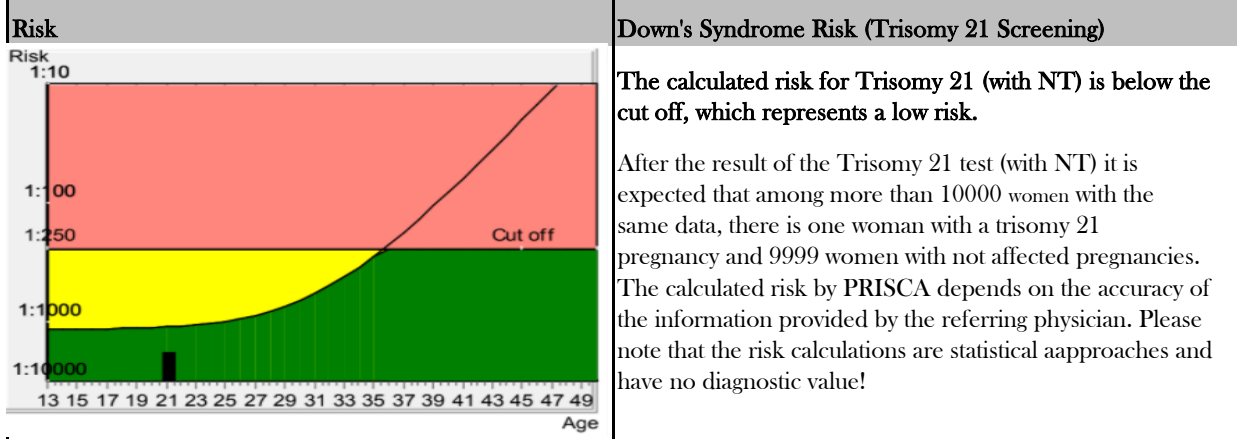 Risk
Down's Syndrome Risk (Trisomy 21 Screening)
Risk
1:10
1:100
1:250
Cut off
1:1000
1:10000
13 15 17 19 21 23 25 27 29 31 33 35 37 39 41 43 45 47 49
Age
The calculated risk for Trisomy 21 (with NT) is below the
cut off, which represents a low risk.
After the result of the Trisomy 21 test (with NT) it is
expected that among more than 10000 women with the
same data, there is one woman with a trisomy 21
pregnancy and 9999 women with not affected pregnancies.
The calculated risk by PRISCA depends on the accuracy of
the information provided by the referring physician. Please
note that the risk calculations are statistical aapproaches and
have no diagnostic value!